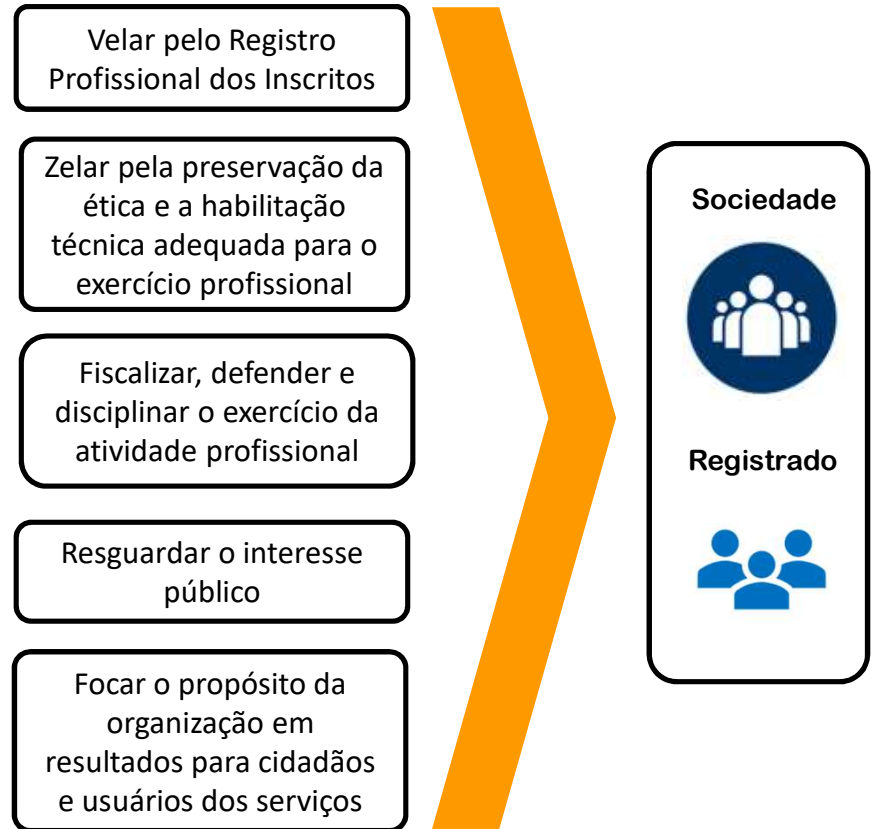 Velar pelo Registro
Profissional dos Inscritos
Zelar pela preservação da
ética e a habilitação
técnica adequada para o
exercício profissional
Fiscalizar, defender e
disciplinar o exercício da
atividade profissional
Resguardar o interesse
público
Focar o propósito da
organização em
resultados para cidadãos
e usuários dos serviços
Sociedade
Registrado